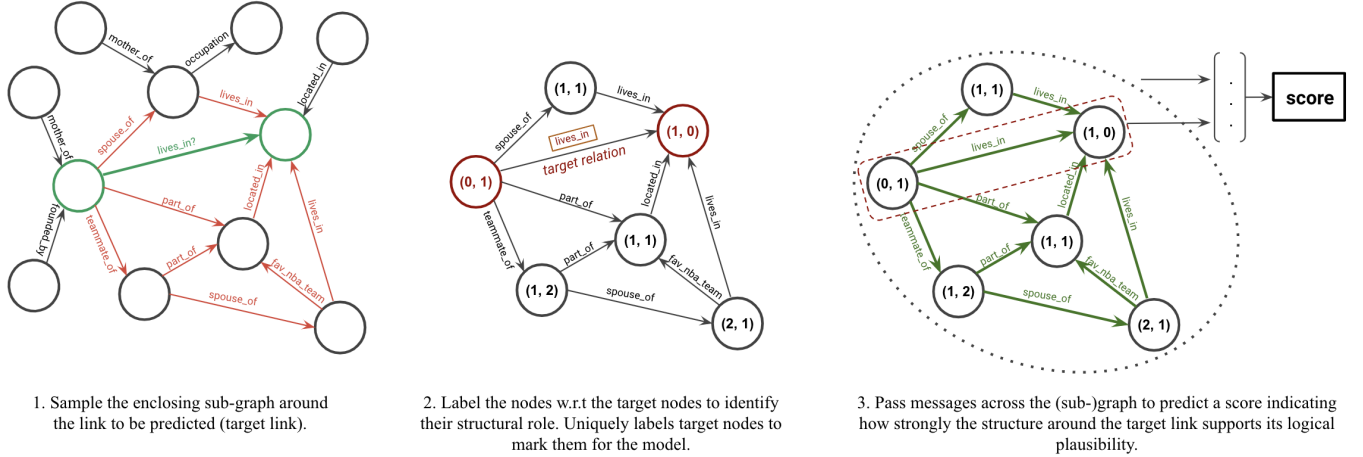 mother_of
occupation
located_in
mother_of
lives_in
spouse_of
lives_in?
founded_by
part_of
located_in
lives_in
teammate_of
part_of
fav_nba_team
spouse_of
1. Sample the enclosing sub-graph around
the link to be predicted (target link).
(1, 1)
lives_in
spouse_of
lives_in
(1, 0)
target relation
(0, 1)
located_in
part_of
lives_in
teammate_of
(1, 1)
part_of
fav_nba_team
(1, 2)
spouse_of
(2, 1)
2. Label the nodes w.r.t the target nodes to identify
their structural role. Uniquely labels target nodes to
mark them for the model.
(1, 1)
lives_in
spouse_of
lives_in
(1, 0)
(0, 1)
located_in
part_of
lives_in
teammate_of
(1, 1)
part_of
fav_nba_team
(1, 2)
spouse_of
(2, 1)
score
3. Pass messages across the (sub-)graph to predict a score indicating
how strongly the structure around the target link supports its logical
plausibility.